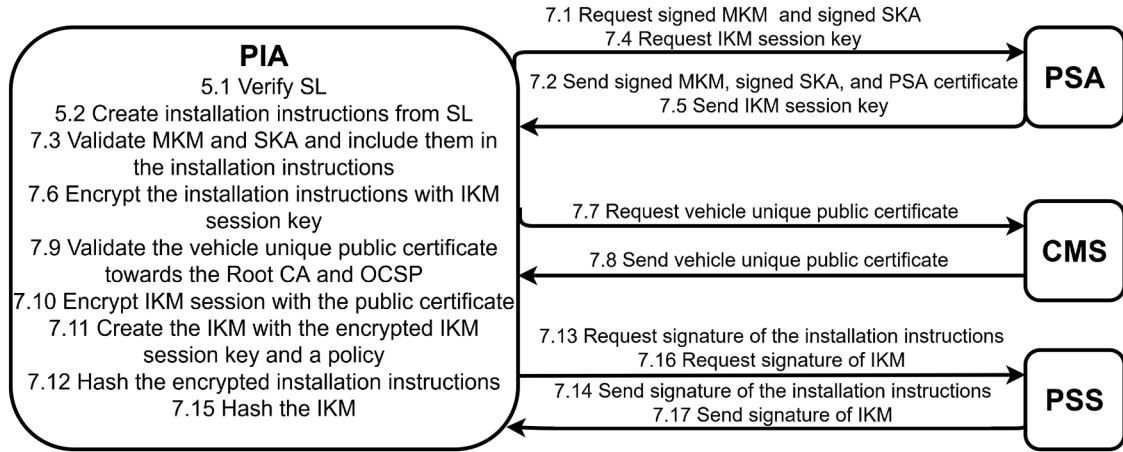 PIA
5.1 Verify SL
5.2 Create installation instructions from SL
7.3 Validate MKM and SKA and include them in
the installation instructions
7.6 Encrypt the installation instructions with IKM
session key
7.9 Validate the vehicle unique public certificate
towards the Root CA and OCSP
7.10 Encrypt IKM session with the public certificate
7.11 Create the IKM with the encrypted IKM
session key and a policy
7.12 Hash the encrypted installation instructions
7.15 Hash the IKM
7.1 Request signed MKM and signed SKA
7.4 Request IKM session key
7.2 Send signed MKM, signed SKA, and PSA certificate
7.5 Send IKM session key
PSA
7.7 Request vehicle unique public certificate
7.8 Send vehicle unique public certificate
CMS
7.13 Request signature of the installation instructions
7.16 Request signature of IKM
7.14 Send signature of the installation instructions
7.17 Send signature of IKM
PSS